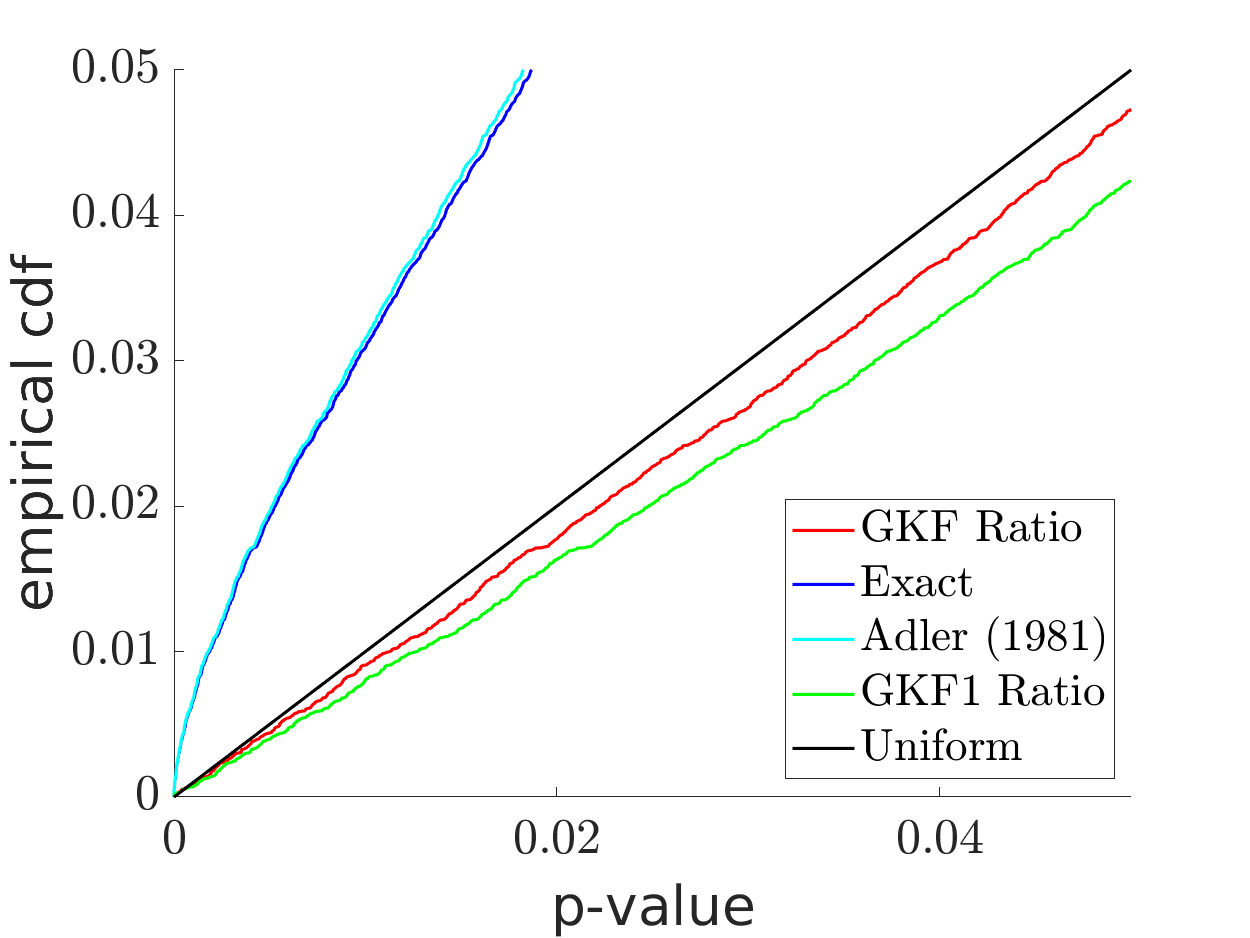 0.05
0.04
0.03
0.02
0.01
0
0
0.02
0.04
empirical cdf
p-value
GKF Ratio
Exact
Adler (1981)
GKF1 Ratio
Uniform